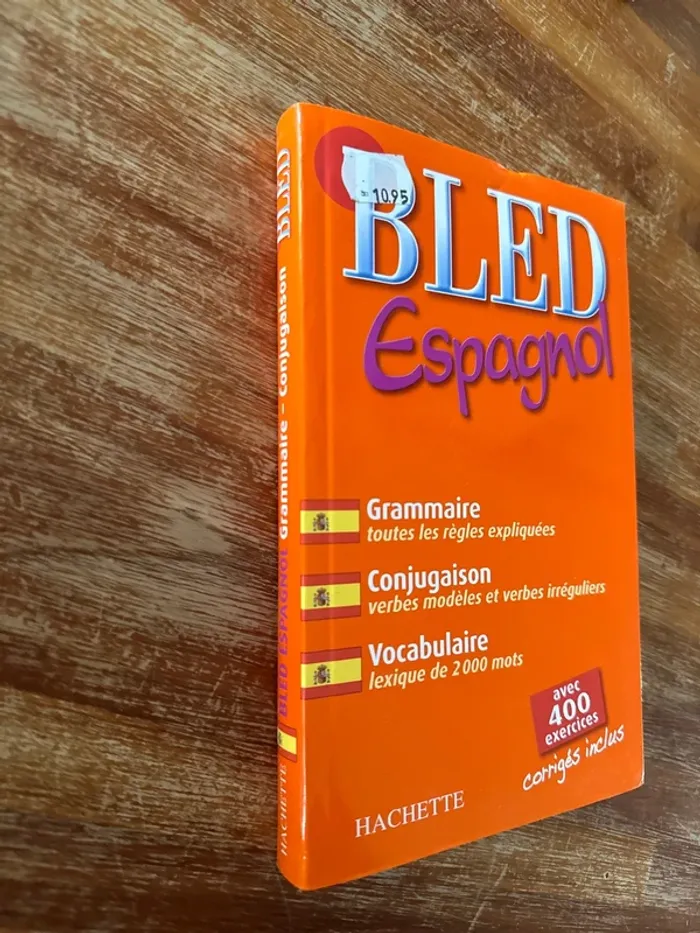 10.95
BLED
Espagnol
Grammaire
toutes les règles expliquées
Conjugaison
verbes modèles et verbes irréguliers
Vocabulaire
lexique de 2000 mots
avec
400
exercices
corrigés inclus
HACHETTE
HACHETTE BLED ESPAGNOL Grammaire - Conjugaison BLED